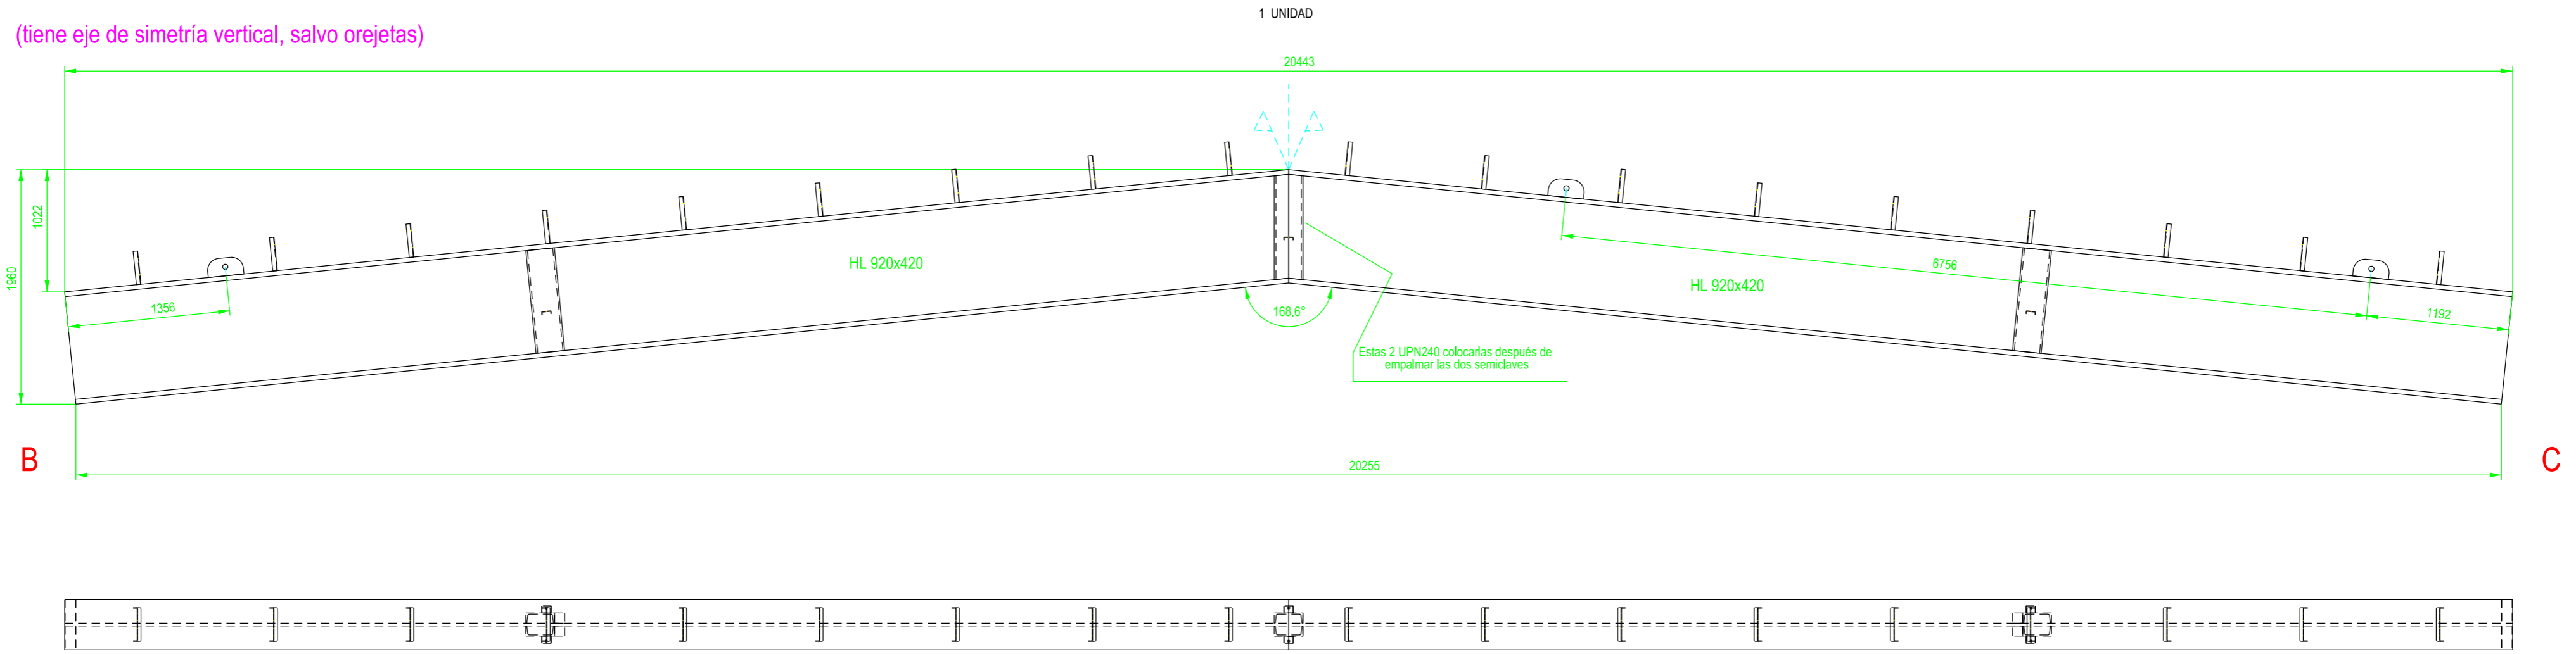 1 UNIDAD
(tiene eje de simetría vertical, salvo orejetas)
20443
1022
1960
1356
HL 920x420
HL 920x420
6756
1192
168,6°
Estas 2 UPN240 colocarlas después de
empalmar las dos semiclaves
B
C
20255